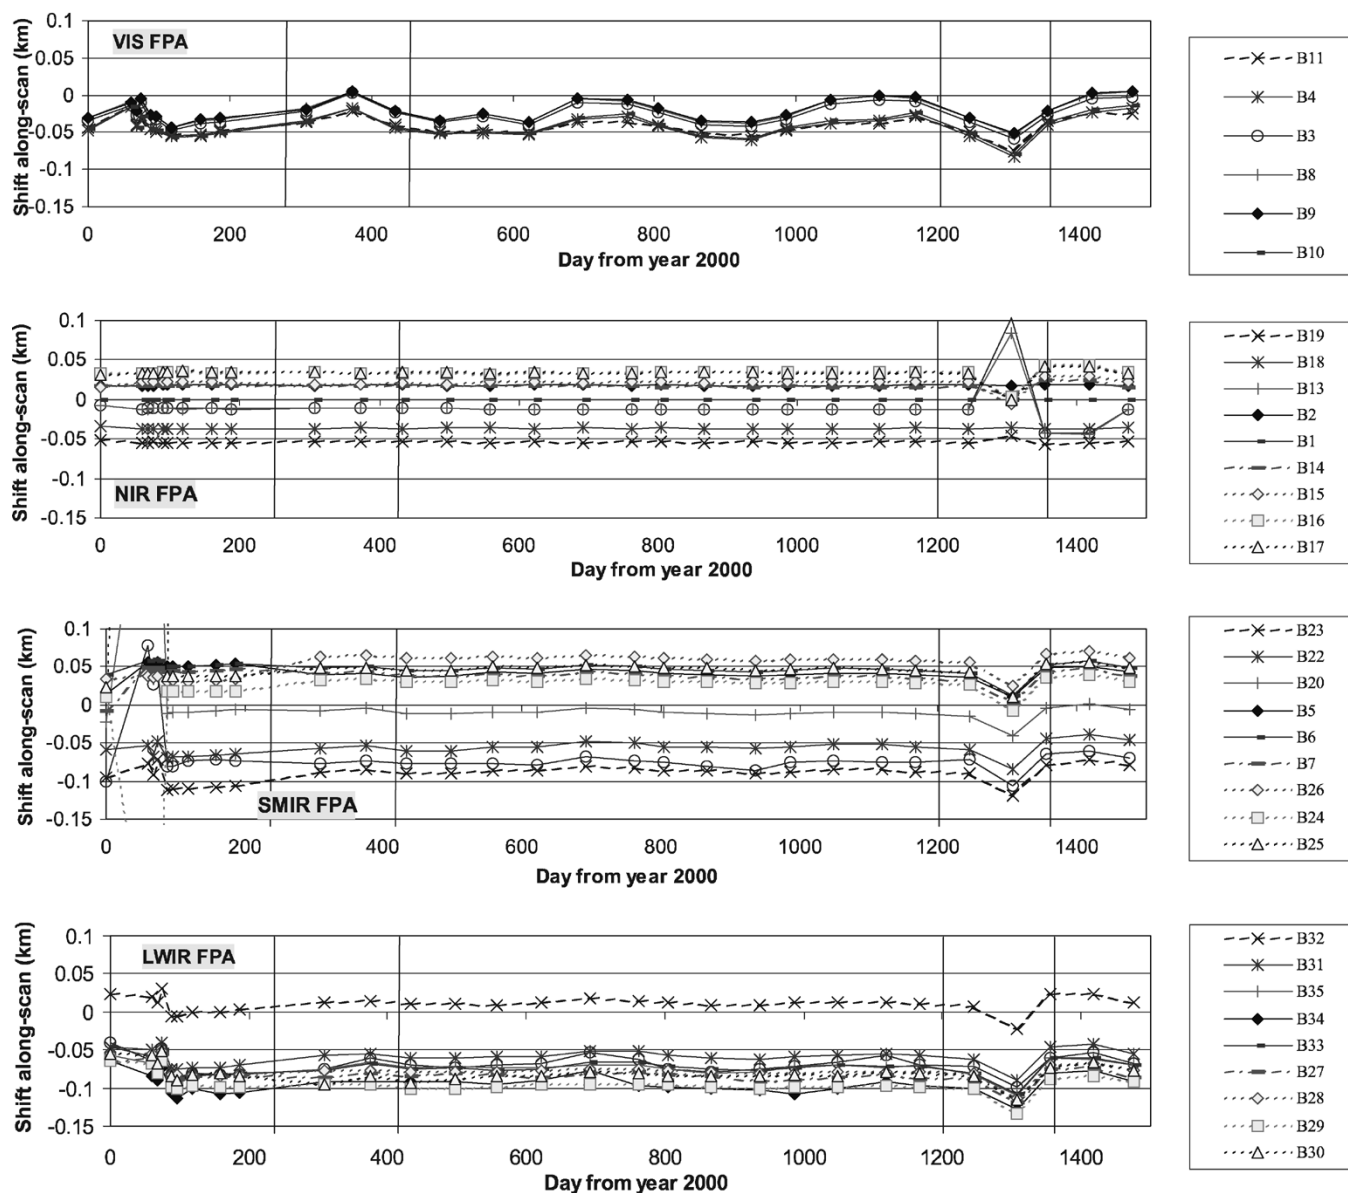 0.1
VIS FPA
0.05
0
-0.05
-0.1
-0.15
Shift along-scan (km)
0 200 400 600 800 1000 1200 1400
Day from year 2000
B11
B4
B3
B8
B9
B10
0.1
0.05
0
-0.05
-0.1
-0.15
Shift along-scan (km)
NIR FPA
0 200 400 600 800 1000 1200 1400
Day from year 2000
B19
B18
B13
B2
B1
B14
B15
B16
B17
0.1
0.05
0
-0.05
-0.1
-0.15
Shift along-scan (km)
SMIR FPA
0 200 400 600 800 1000 1200 1400
Day from year 2000
B23
B22
B20
B5
B6
B7
B26
B24
B25
0.1
LWIR FPA
0.05
0
-0.05
-0.1
-0.15
Shift along-scan (km)
0 200 400 600 800 1000 1200 1400
Day from year 2000
B32
B31
B35
B34
B33
B27
B28
B29
B30